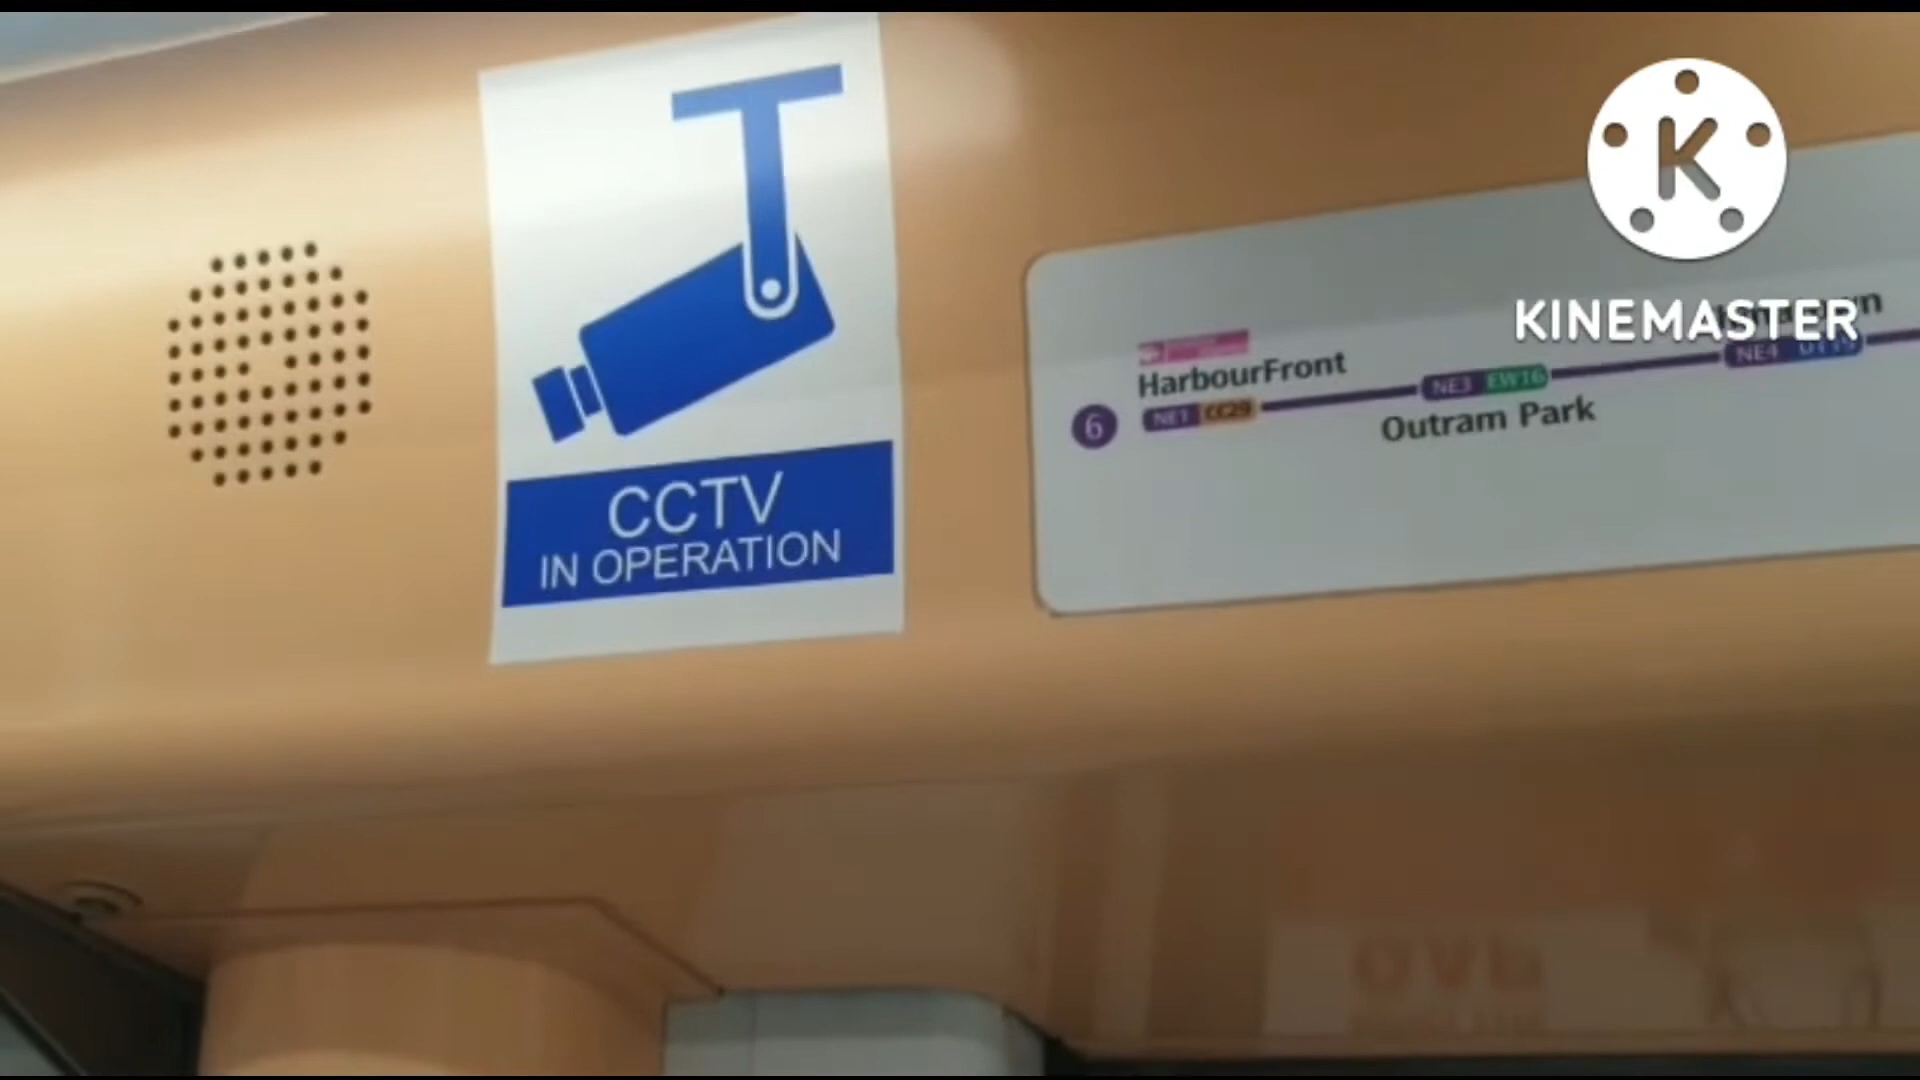 K
KINEMASTER
CCTV
IN OPERATION
HarbourFront
6
NE1 CC29
NE3 EW16
Outram Park
NE4